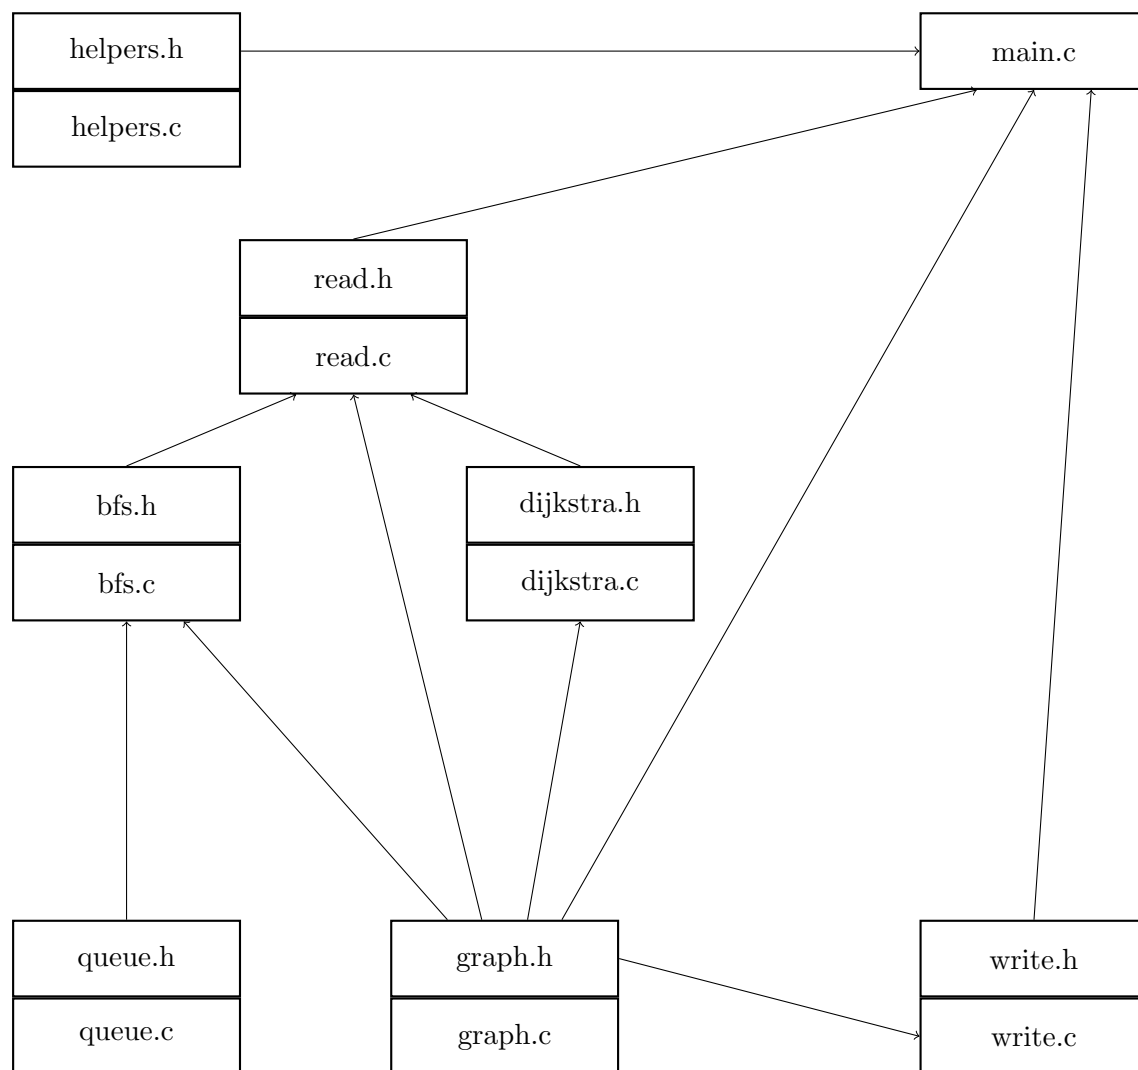 helpers.h
main.c
helpers.c
read.h
read.c
bfs.h
dijkstra.h
bfs.c
dijkstra.c
queue.h
graph.h
write.h
queue.c
graph.c
write.c